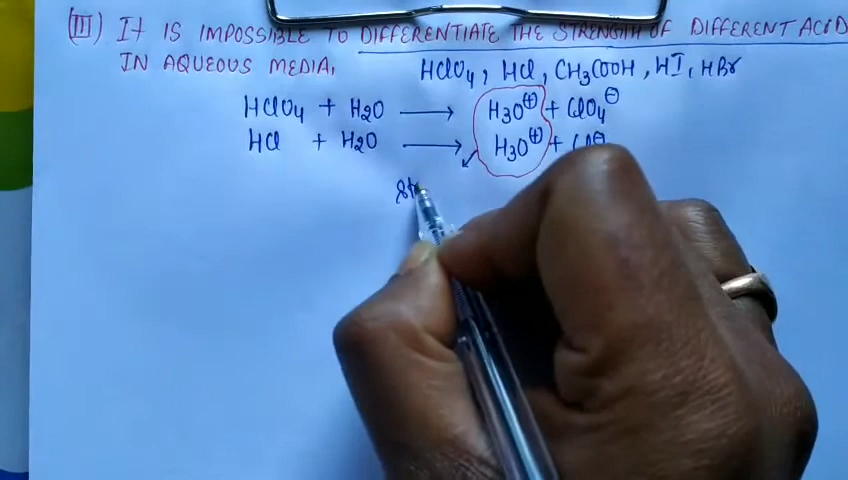 (III) It IS IMPOSSIBLE TO DIFFERENTIATE THE STRENGTH OF DIFFERENT ACID
IN AQUEOUS MEDIA.
HClO₄, HCl, CH₃COOH, HI, HBr
HClO₄ + H₂O ⟶ H₃O⊕ + ClO₄⊖
HCl + H₂O ⟶ H₃O⊕ + Cl⊖